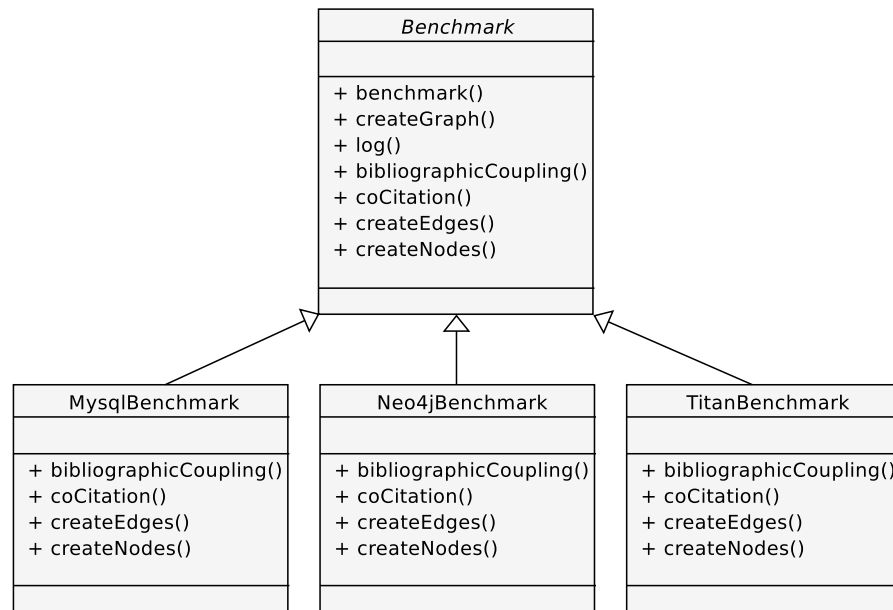 Benchmark
+ benchmark()
+ createGraph()
+ log()
+ bibliographicCoupling()
+ coCitation()
+ createEdges()
+ createNodes()
MysqlBenchmark
+ bibliographicCoupling()
+ coCitation()
+ createEdges()
+ createNodes()
Neo4jBenchmark
+ bibliographicCoupling()
+ coCitation()
+ createEdges()
+ createNodes()
TitanBenchmark
+ bibliographicCoupling()
+ coCitation()
+ createEdges()
+ createNodes()